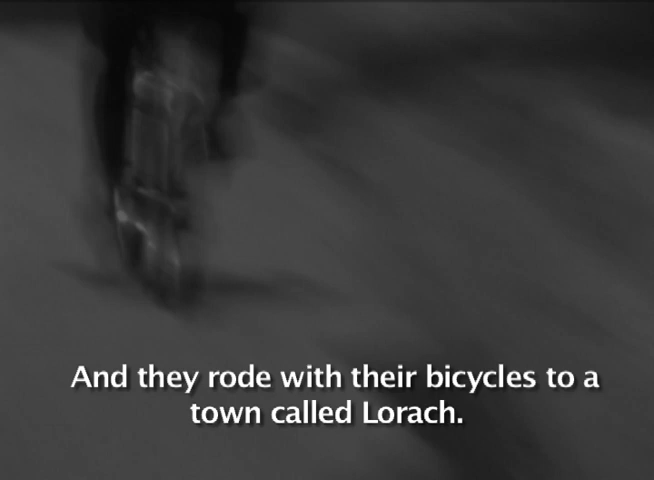 And they rode with their bicycles to a
town called Lorach.